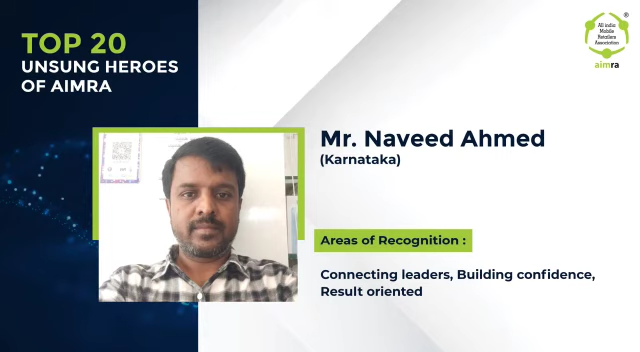 TOP 20
UNSUNG HEROES
OF AIMRA
All india
Mobile
Retailers
Association
®
aimra
Mr. Naveed Ahmed
(Karnataka)
Areas of Recognition :
Connecting leaders, Building confidence,
Result oriented